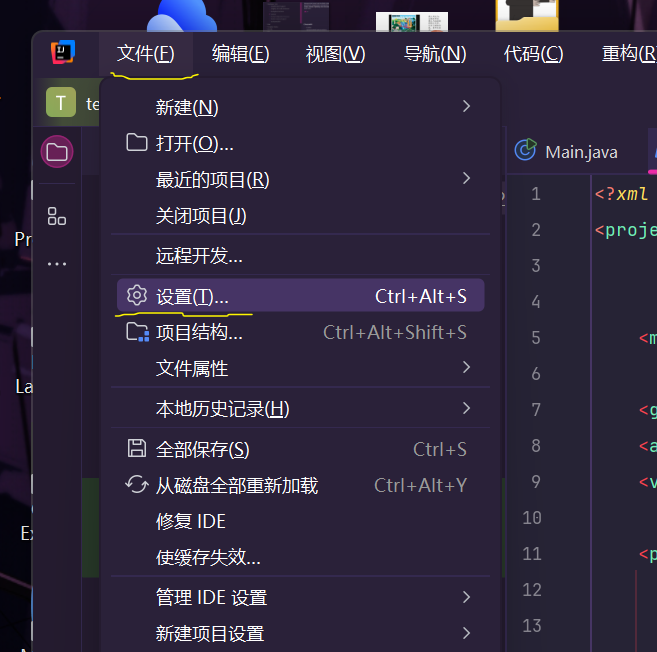 文件(F) 编辑(E) 视图(V) 导航(N) 代码(C) 重构(R
T te
新建(N)
打开(O)...
最近的项目(R)
关闭项目(J)
远程开发...
设置(T)... Ctrl+Alt+S
项目结构... Ctrl+Alt+Shift+S
文件属性
本地历史记录(H)
全部保存(S) Ctrl+S
从磁盘全部重新加载 Ctrl+Alt+Y
修复 IDE
使缓存失效...
管理 IDE 设置
新建项目设置
Pr
La
Ex
Main.java
1 <?xml
2 <proje
3
4
5 <m
6
7 <g
8 <a
9 <v
10
11 <p
12
13